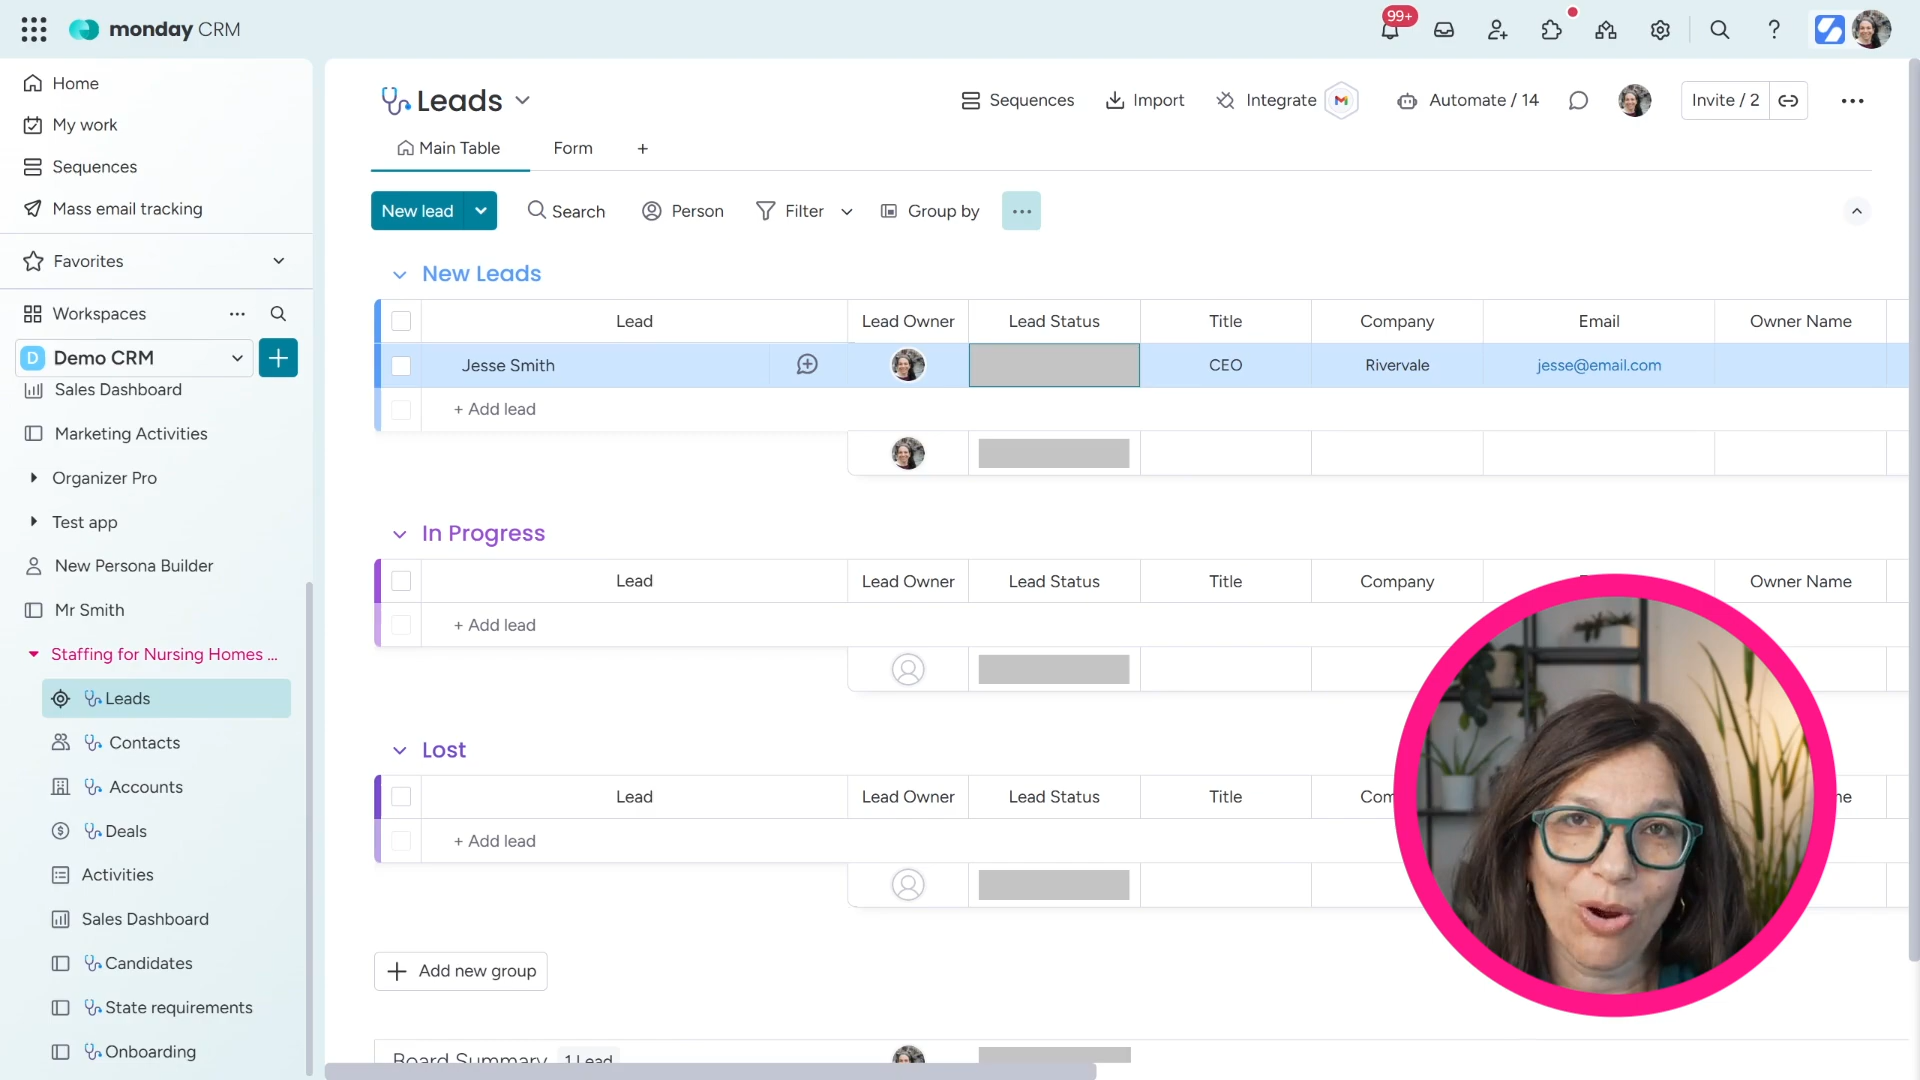 monday CRM
99+
Home
My work
Sequences
Mass email tracking
Favorites
Workspaces
D Demo CRM
Sales Dashboard
Marketing Activities
Organizer Pro
Test app
New Persona Builder
Mr Smith
Staffing for Nursing Homes ...
Leads
Contacts
Accounts
Deals
Activities
Sales Dashboard
Candidates
State requirements
Onboarding
Leads
Sequences
Import
Integrate
Automate / 14
Invite / 2
Main Table
Form
+
New lead
Search
Person
Filter
Group by
New Leads
Lead Lead Owner Lead Status Title Company Email Owner Name
Jesse Smith CEO Rivervale jesse@email.com
+ Add lead
In Progress
Lead Lead Owner Lead Status Title Company Owner Name
+ Add lead
Lost
Lead Lead Owner Lead Status Title
+ Add lead
+ Add new group
Board Summary 1 Lead